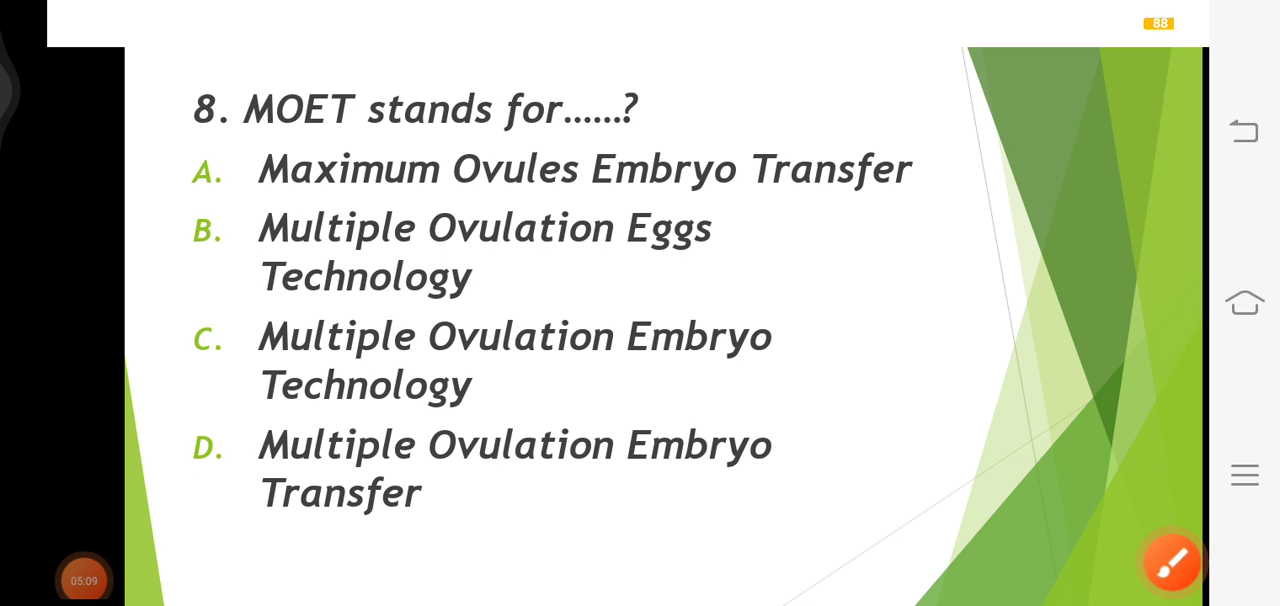 88
8. MOET stands for......?
A. Maximum Ovules Embryo Transfer
B. Multiple Ovulation Eggs
Technology
C. Multiple Ovulation Embryo
Technology
D. Multiple Ovulation Embryo
Transfer
05:09